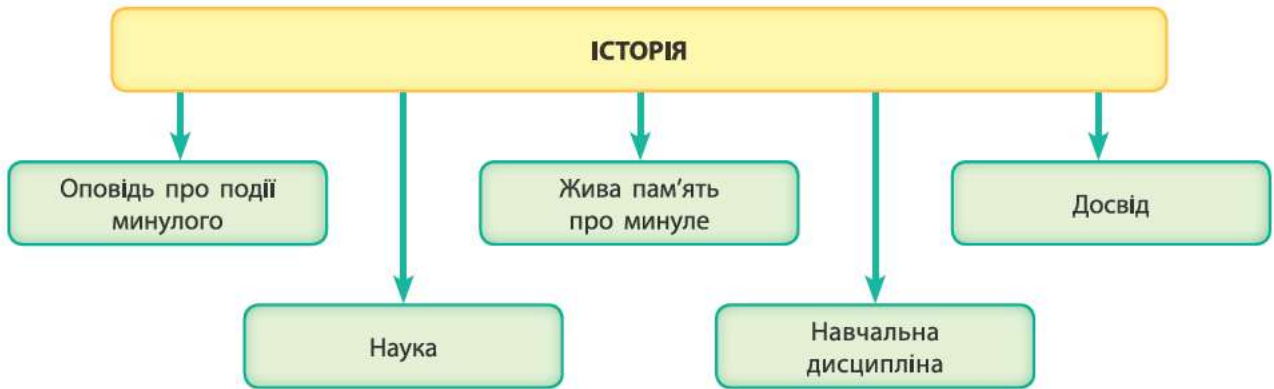 ІСТОРІЯ
Оповідь про події
минулого
Жива пам’ять
про минуле
Досвід
Наука
Навчальна
дисципліна